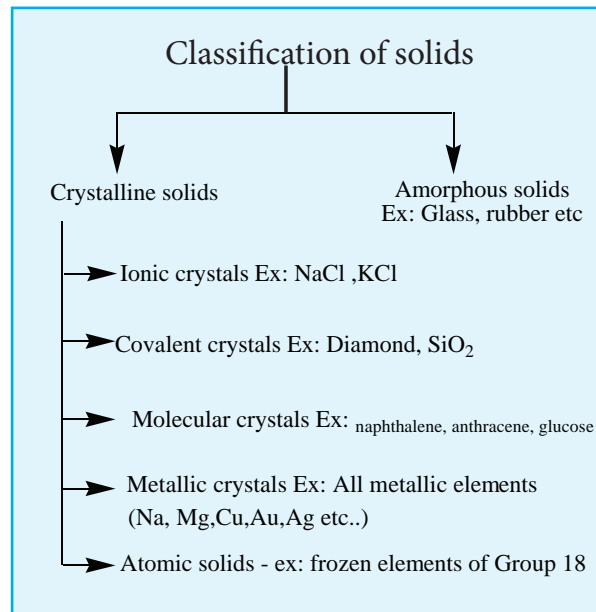 Classification of solids
Crystalline solids
Amorphous solids
Ex: Glass, rubber etc
Ionic crystals Ex: NaCl ,KCl
Covalent crystals Ex: Diamond, SiO₂
Molecular crystals Ex: naphthalene, anthracene, glucose
Metallic crystals Ex: All metallic elements
(Na, Mg,Cu,Au,Ag etc..)
Atomic solids - ex: frozen elements of Group 18